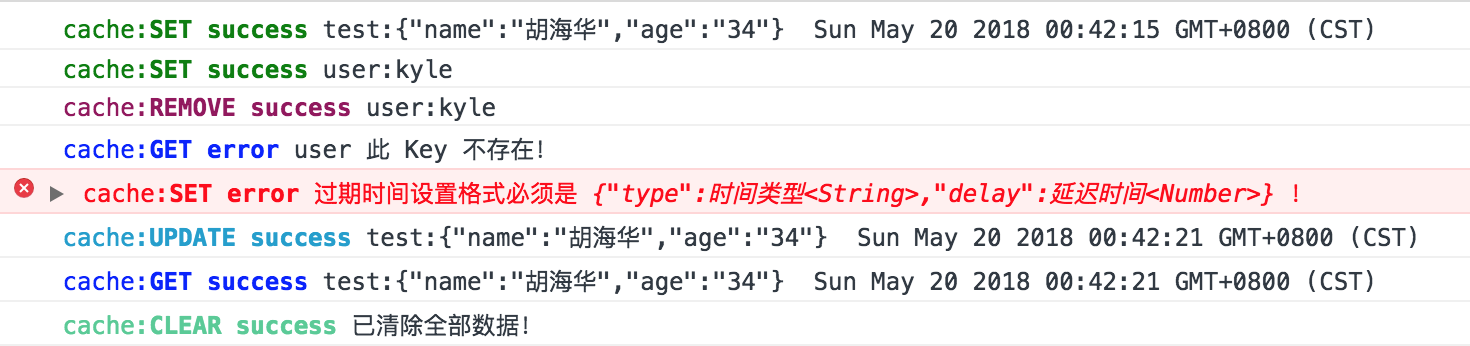 cache:SET success test:{"name":"胡海华","age":"34"}  Sun May 20 2018 00:42:15 GMT+0800 (CST)
cache:SET success user:kyle
cache:REMOVE success user:kyle
cache:GET error user 此 Key 不存在!
cache:SET error 过期时间设置格式必须是 {"type":时间类型<String>,"delay":延迟时间<Number>} !
cache:UPDATE success test:{"name":"胡海华","age":"34"}  Sun May 20 2018 00:42:21 GMT+0800 (CST)
cache:GET success test:{"name":"胡海华","age":"34"}  Sun May 20 2018 00:42:21 GMT+0800 (CST)
cache:CLEAR success 已清除全部数据!